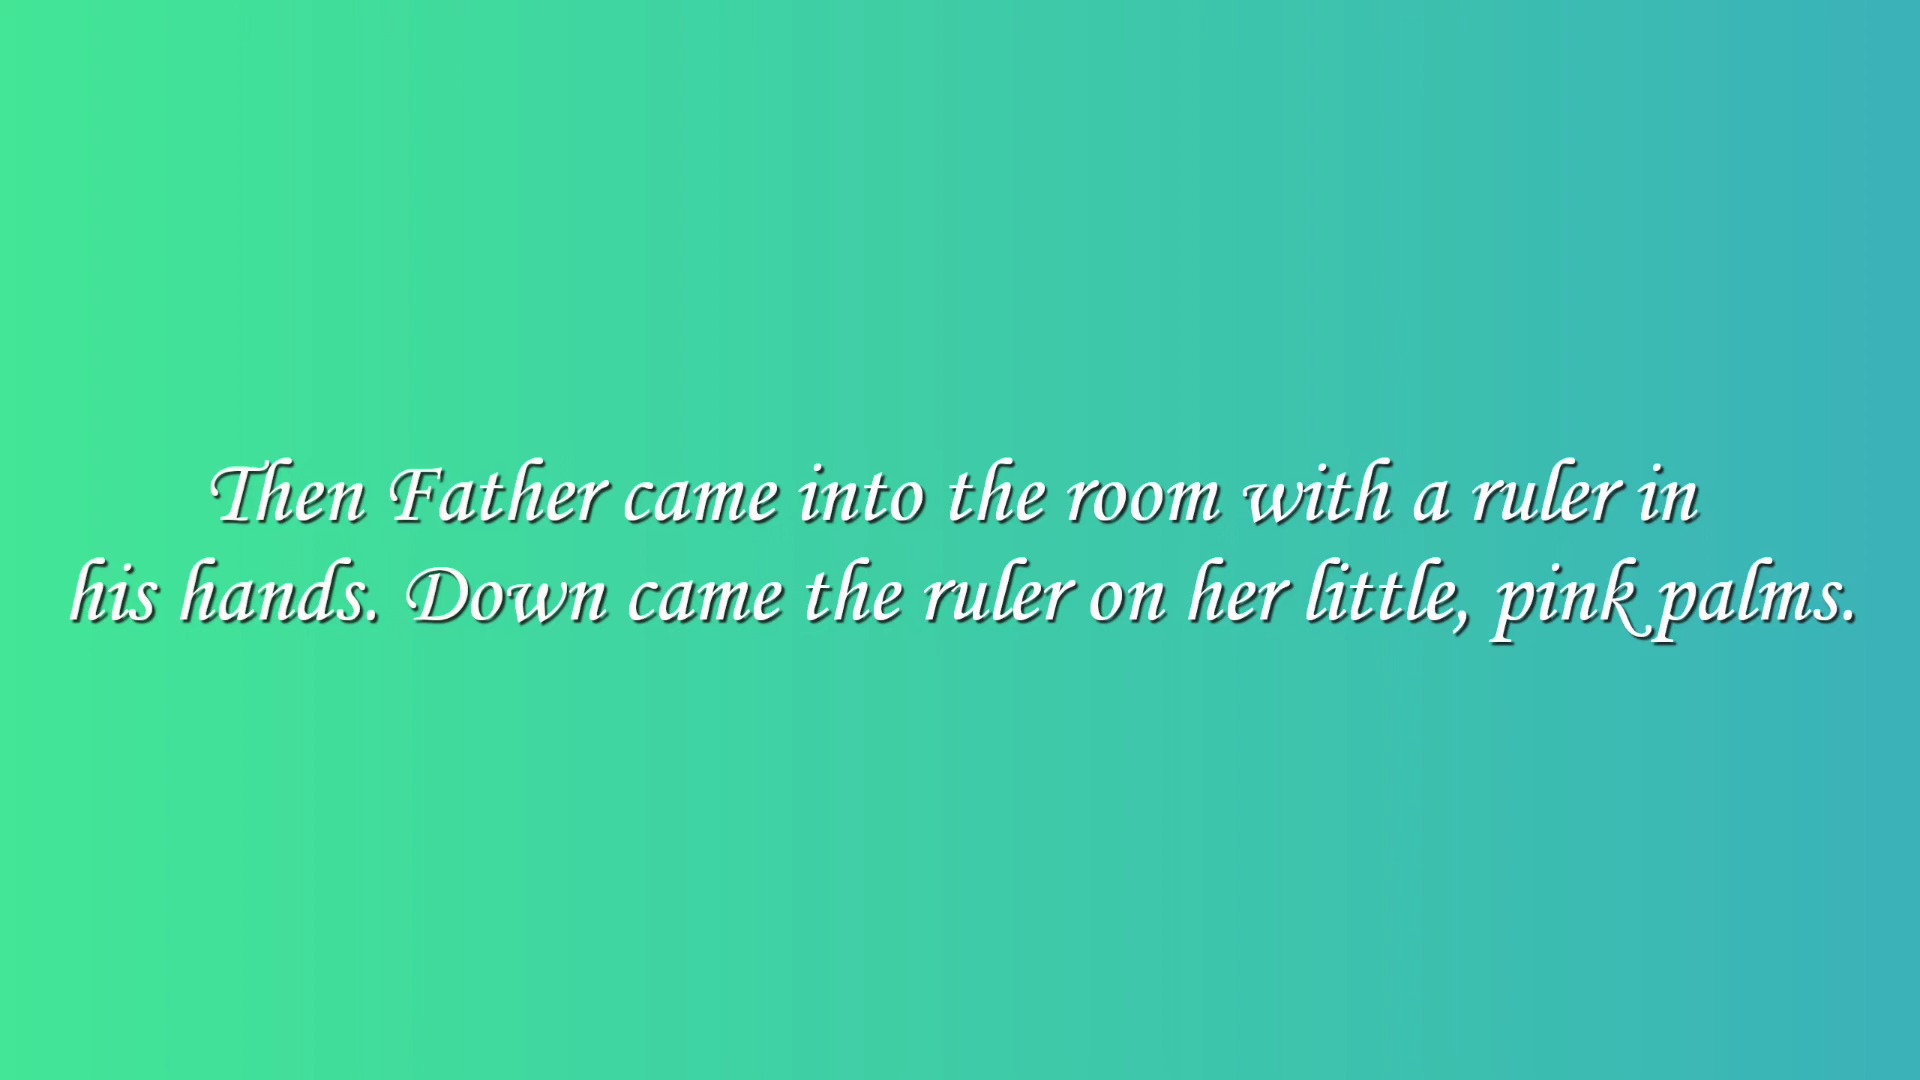 Then Father came into the room with a ruler in
his hands. Down came the ruler on her little, pink palms.